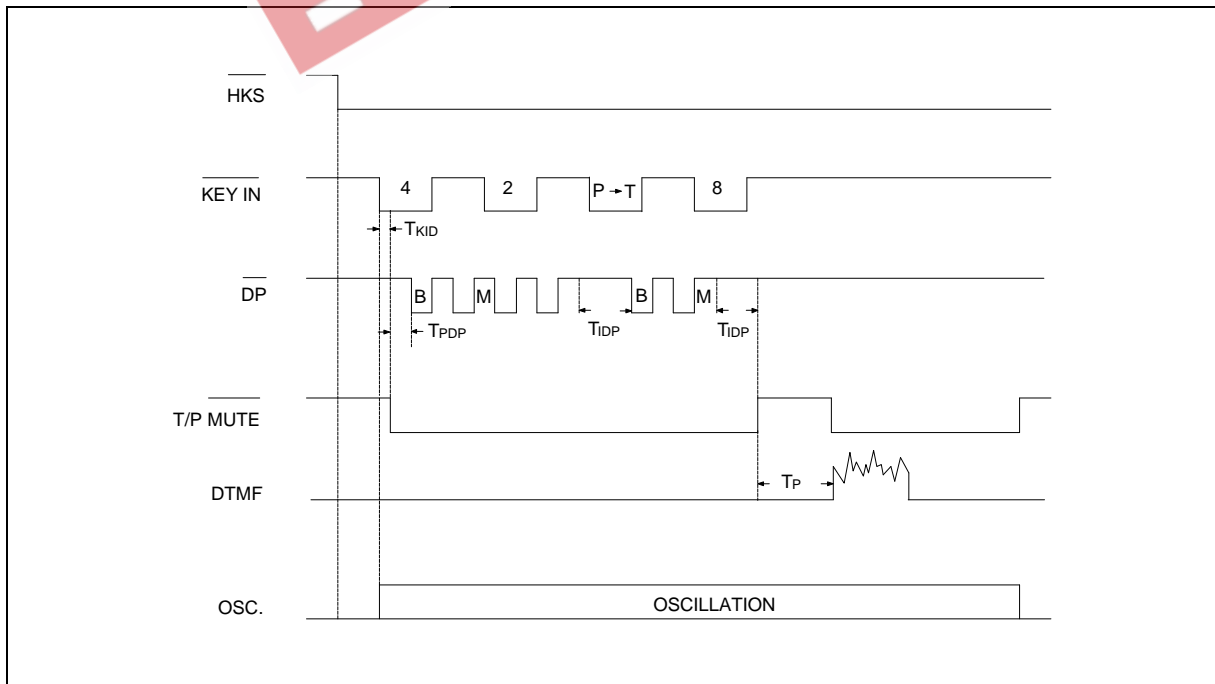 HKS
KEY IN
4
2
P → T
8
TKID
DP
B
M
B
M
TPDP
TIDP
TIDP
T/P MUTE
DTMF
TP
OSC.
OSCILLATION